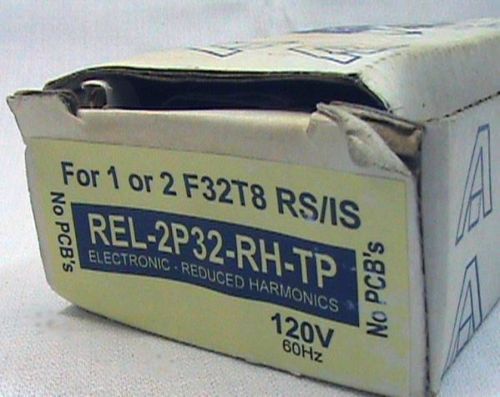 For 1 or 2 F32T8 RS/IS
No PCB's
REL-2P32-RH-TP
ELECTRONIC - REDUCED HARMONICS
No PCB's
120V
60Hz